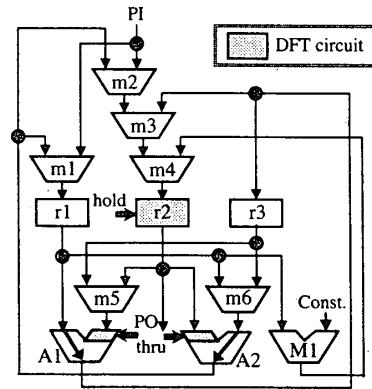 PI
DFT circuit
m2
m3
m1
m4
hold
r1
r2
r3
m5
m6
Const.
PO
thru
A1
A2
M1